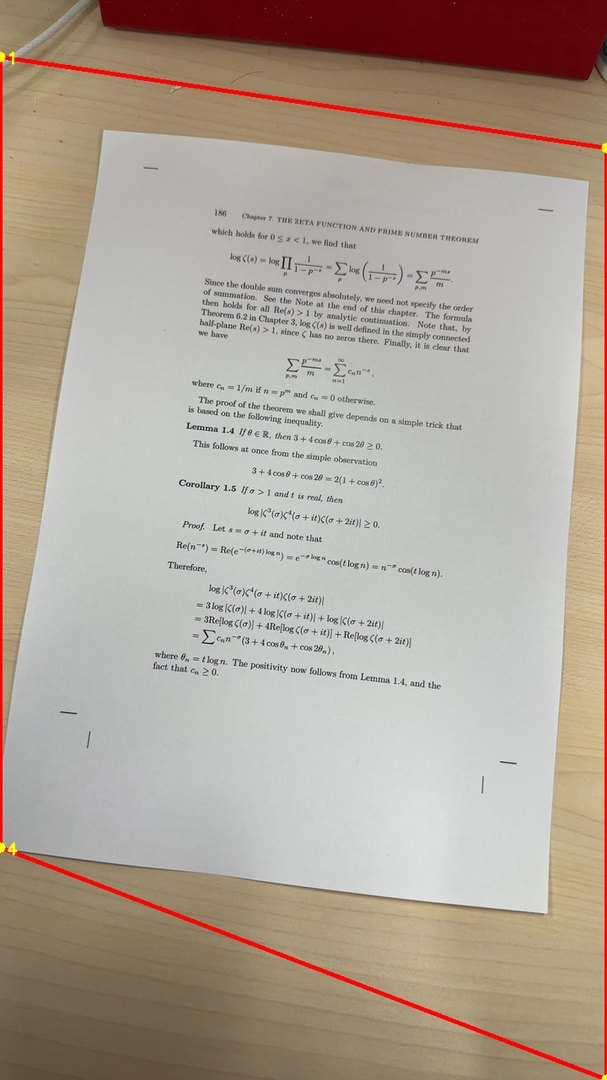 1
186 Chapter 7. THE ZETA FUNCTION AND PRIME NUMBER THEOREM
which holds for 0 ≤ x < 1, we find that
log ζ(s) = log ∏_p 1/(1 − p^{−s}) = ∑_p log (1/(1 − p^{−s})) = ∑_{p,m} p^{−ms}/m.
Since the double sum converges absolutely, we need not specify the order
of summation. See the Note at the end of this chapter. The formula
then holds for all Re(s) > 1 by analytic continuation. Note that, by
Theorem 6.2 in Chapter 3, log ζ(s) is well defined in the simply connected
half-plane Re(s) > 1, since ζ has no zeros there. Finally, it is clear that
we have
∑_{p,m} p^{−ms}/m = ∑_{n=1}^{∞} c_n n^{−s},
where c_n = 1/m if n = p^m and c_n = 0 otherwise.
The proof of the theorem we shall give depends on a simple trick that
is based on the following inequality.
Lemma 1.4 If θ ∈ ℝ, then 3 + 4 cos θ + cos 2θ ≥ 0.
This follows at once from the simple observation
3 + 4 cos θ + cos 2θ = 2(1 + cos θ)².
Corollary 1.5 If σ > 1 and t is real, then
log |ζ³(σ)ζ⁴(σ + it)ζ(σ + 2it)| ≥ 0.
Proof. Let s = σ + it and note that
Re(n^{−s}) = Re(e^{−(σ+it) log n}) = e^{−σ log n} cos(t log n) = n^{−σ} cos(t log n).
Therefore,
log |ζ³(σ)ζ⁴(σ + it)ζ(σ + 2it)|
= 3 log |ζ(σ)| + 4 log |ζ(σ + it)| + log |ζ(σ + 2it)|
= 3Re[log ζ(σ)] + 4Re[log ζ(σ + it)] + Re[log ζ(σ + 2it)]
= ∑ c_n n^{−σ}(3 + 4 cos θ_n + cos 2θ_n),
where θ_n = t log n. The positivity now follows from Lemma 1.4, and the
fact that c_n ≥ 0.
4